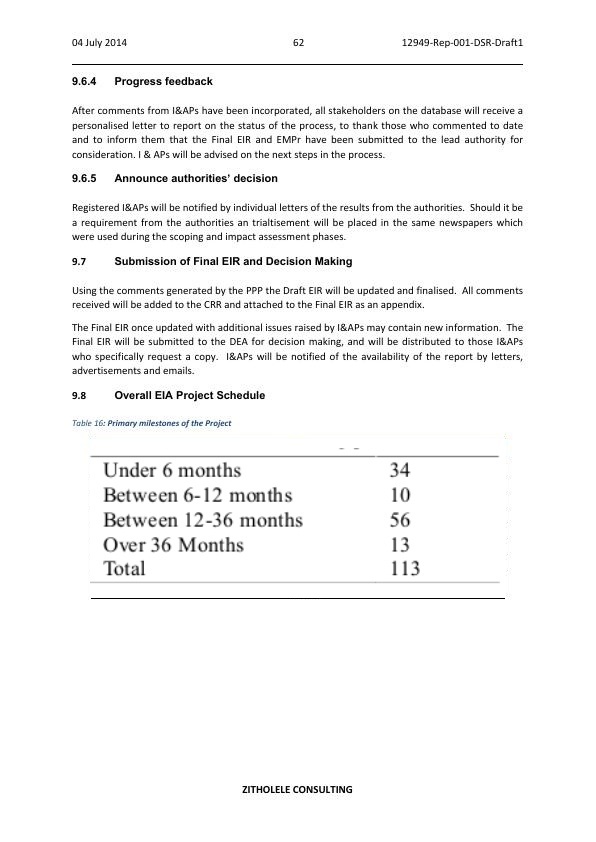 04 July 2014 62 12949-Rep-001-DSR-Draft1
9.6.4 Progress feedback
After comments from I&APs have been incorporated, all stakeholders on the database will receive a
personalised letter to report on the status of the process, to thank those who commented to date
and to inform them that the Final EIR and EMPr have been submitted to the lead authority for
consideration. I & APs will be advised on the next steps in the process.
9.6.5 Announce authorities’ decision
Registered I&APs will be notified by individual letters of the results from the authorities. Should it be
a requirement from the authorities an trialtisement will be placed in the same newspapers which
were used during the scoping and impact assessment phases.
9.7 Submission of Final EIR and Decision Making
Using the comments generated by the PPP the Draft EIR will be updated and finalised. All comments
received will be added to the CRR and attached to the Final EIR as an appendix.
The Final EIR once updated with additional issues raised by I&APs may contain new information. The
Final EIR will be submitted to the DEA for decision making, and will be distributed to those I&APs
who specifically request a copy. I&APs will be notified of the availability of the report by letters,
advertisements and emails.
9.8 Overall EIA Project Schedule
Table 16: Primary milestones of the Project
Under 6 months 34
Between 6-12 months 10
Between 12-36 months 56
Over 36 Months 13
Total 113
ZITHOLELE CONSULTING